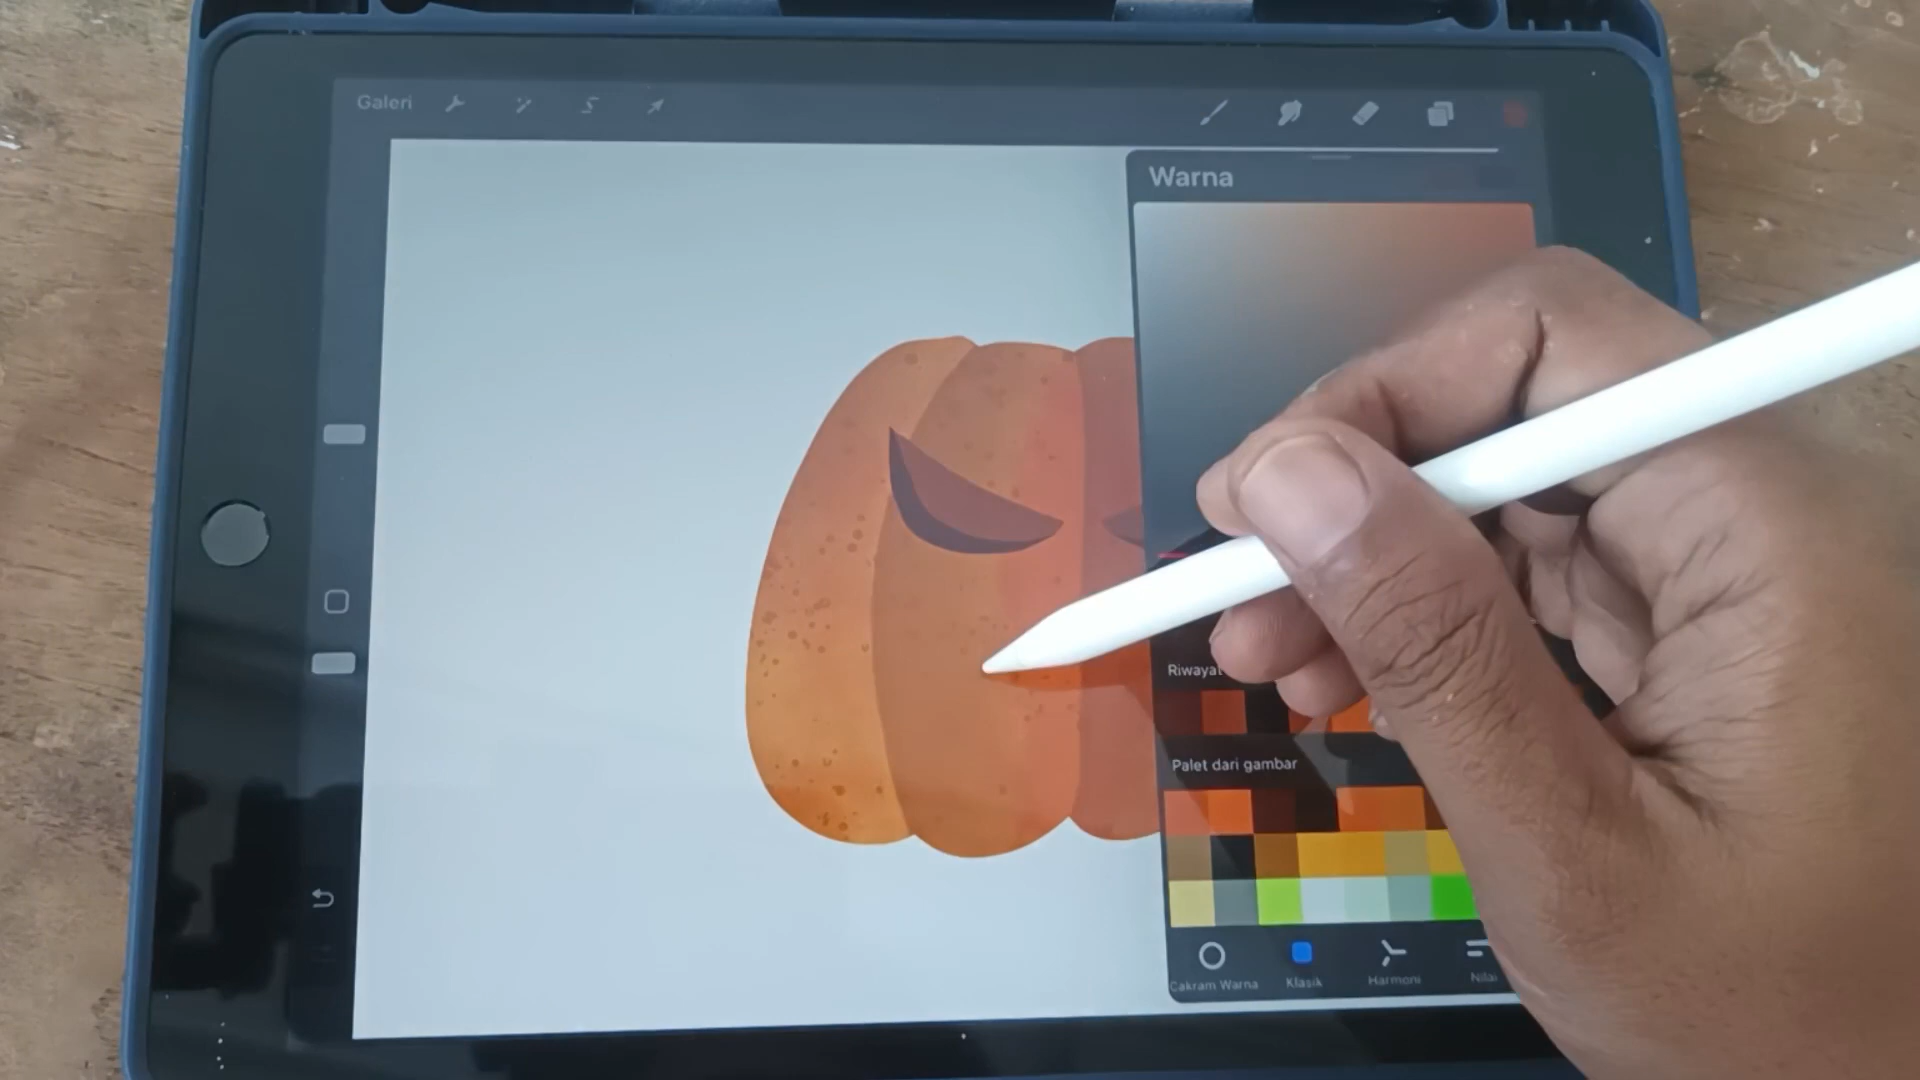 Galeri
Warna
Riwayat
Palet dari gambar
Cakram Warna
Klasik
Harmoni
Nilai